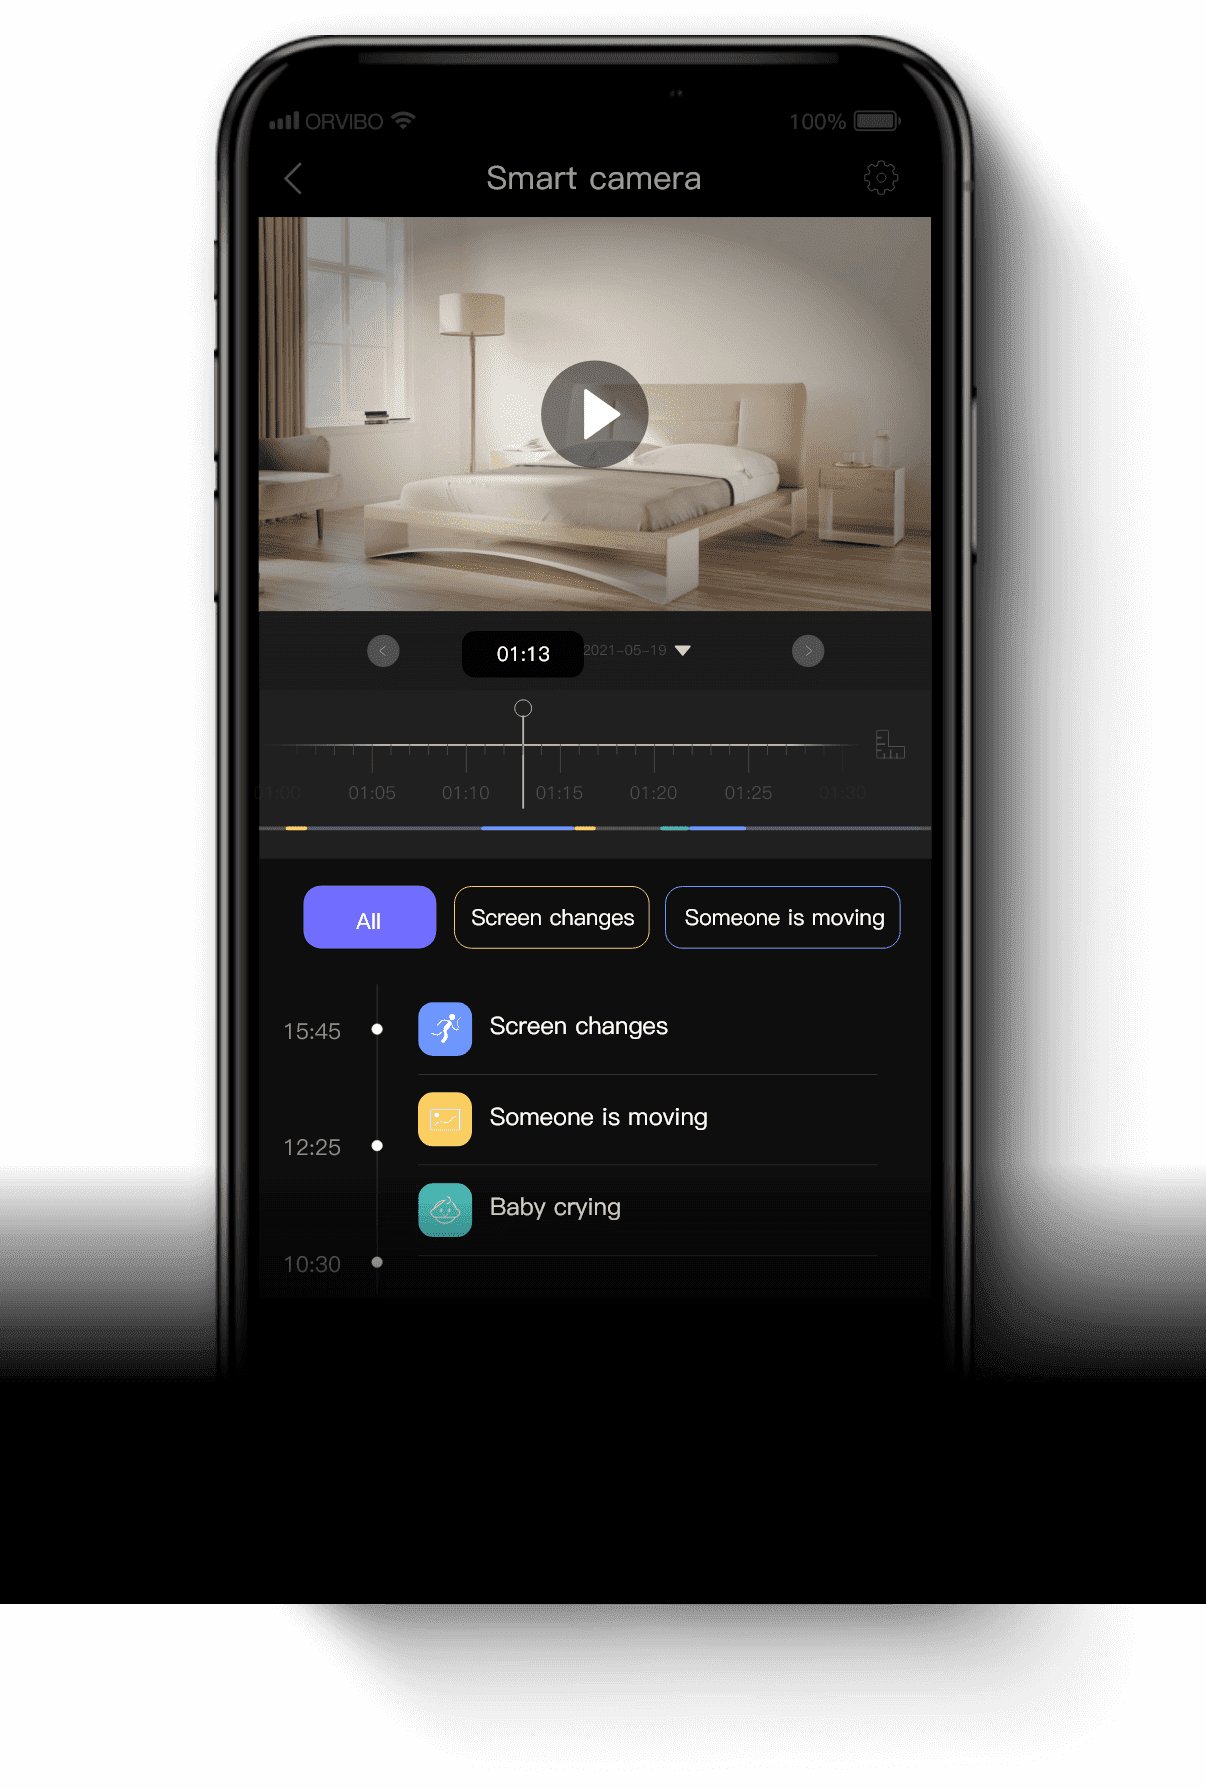 ORVIBO 100%
Smart camera
01:13 2021-05-19
01:00 01:05 01:10 01:15 01:20 01:25 01:30
All Screen changes Someone is moving
15:45 Screen changes
Someone is moving
12:25
Baby crying
10:30